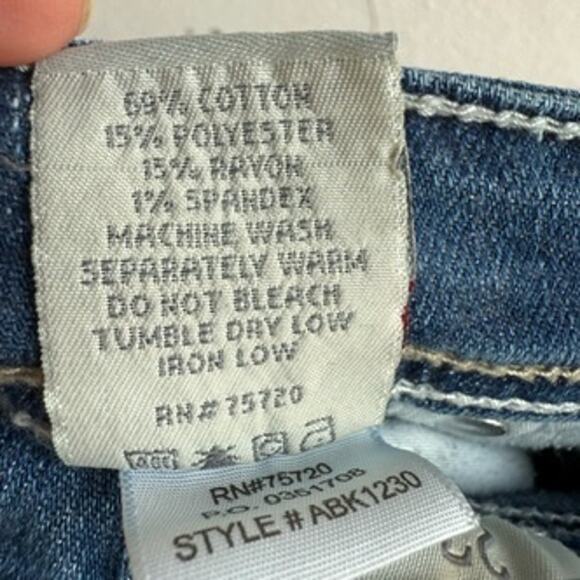 69% COTTON
15% POLYESTER
15% RAYON
1% SPANDEX
MACHINE WASH
SEPARATELY WARM
DO NOT BLEACH
TUMBLE DRY LOW
IRON LOW
RN# 75720
RN#75720
P.O. 0351708
STYLE # ABK1230